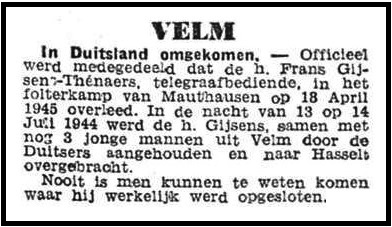 VELM
In Duitsland omgekomen. — Officieel
werd medegedeeld dat de h. Frans Gij-
sens-Thénaers, telegraafbediende, in het
folterkamp van Mauthausen op 18 April
1945 overleed. In de nacht van 13 op 14
Juli 1944 werd de h. Gijsens, samen met
nog 3 jonge mannen uit Velm door de
Duitsers aangehouden en naar Hasselt
overgebracht.
Nooit is men kunnen te weten komen
waar hij werkelijk werd opgesloten.